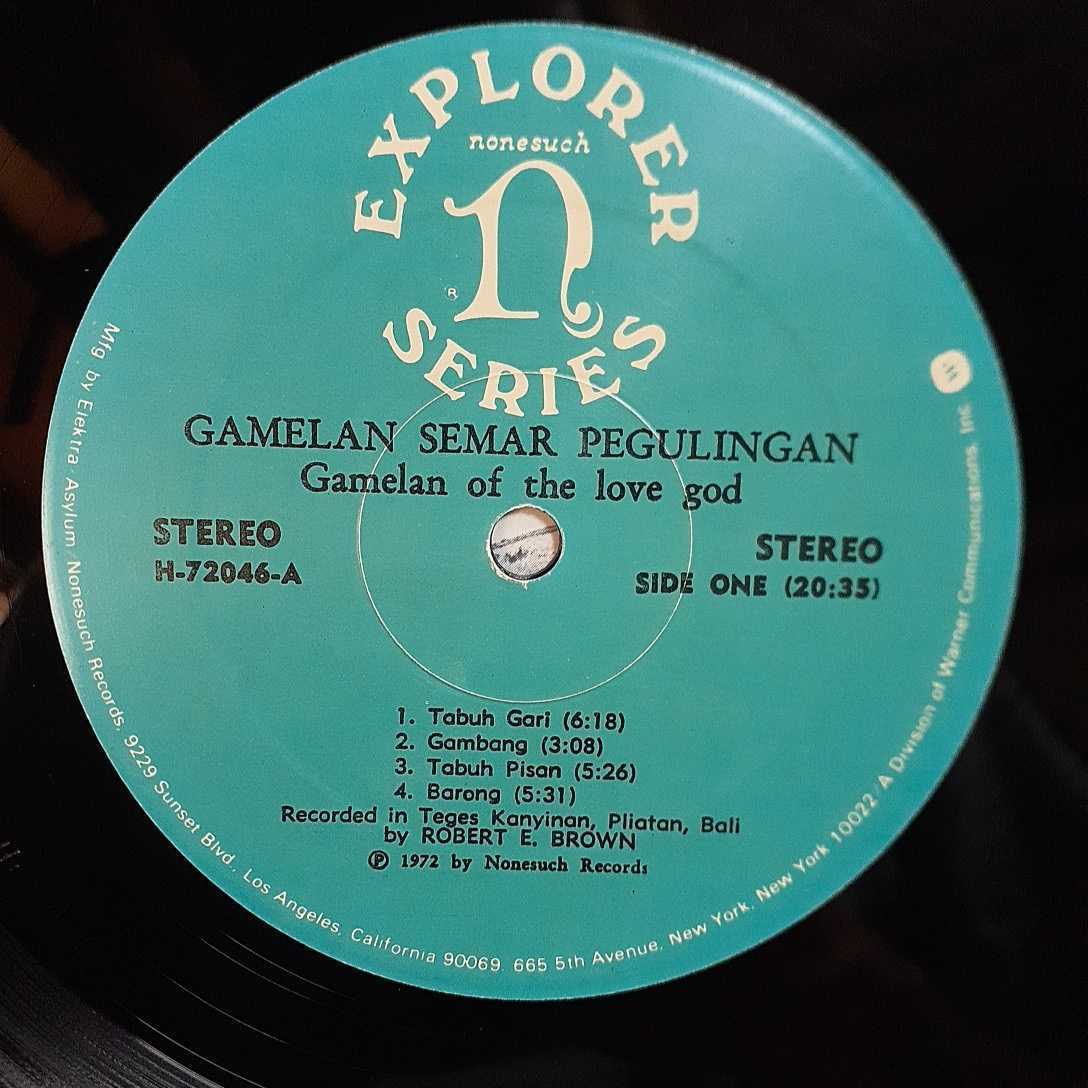 EXPLORER
nonesuch
n
®
SERIES
GAMELAN SEMAR PEGULINGAN
Gamelan of the love god
STEREO
H-72046-A
STEREO
SIDE ONE (20:35)
1. Tabuh Gari (6:18)
2. Gambang (3:08)
3. Tabuh Pisan (5:26)
4. Barong (5:31)
Recorded in Teges Kanyinan, Pliatan, Bali
by ROBERT E. BROWN
℗ 1972 by Nonesuch Records
Mfg by Elektra/Asylum/Nonesuch Records, 9229 Sunset Blvd., Los Angeles, California 90069. 665 5th Avenue, New York, New York 10022/A Division of Warner Communications Inc